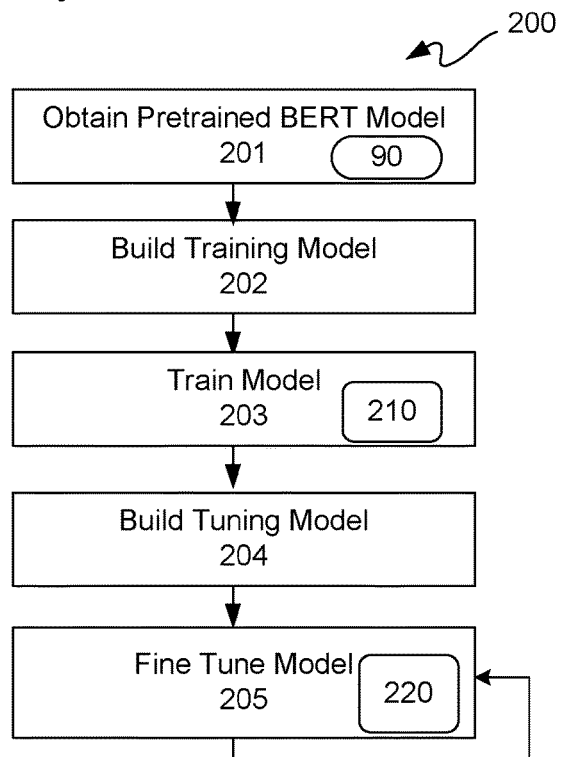 200
Obtain Pretrained BERT Model
201
90
Build Training Model
202
Train Model
203
210
Build Tuning Model
204
Fine Tune Model
205
220